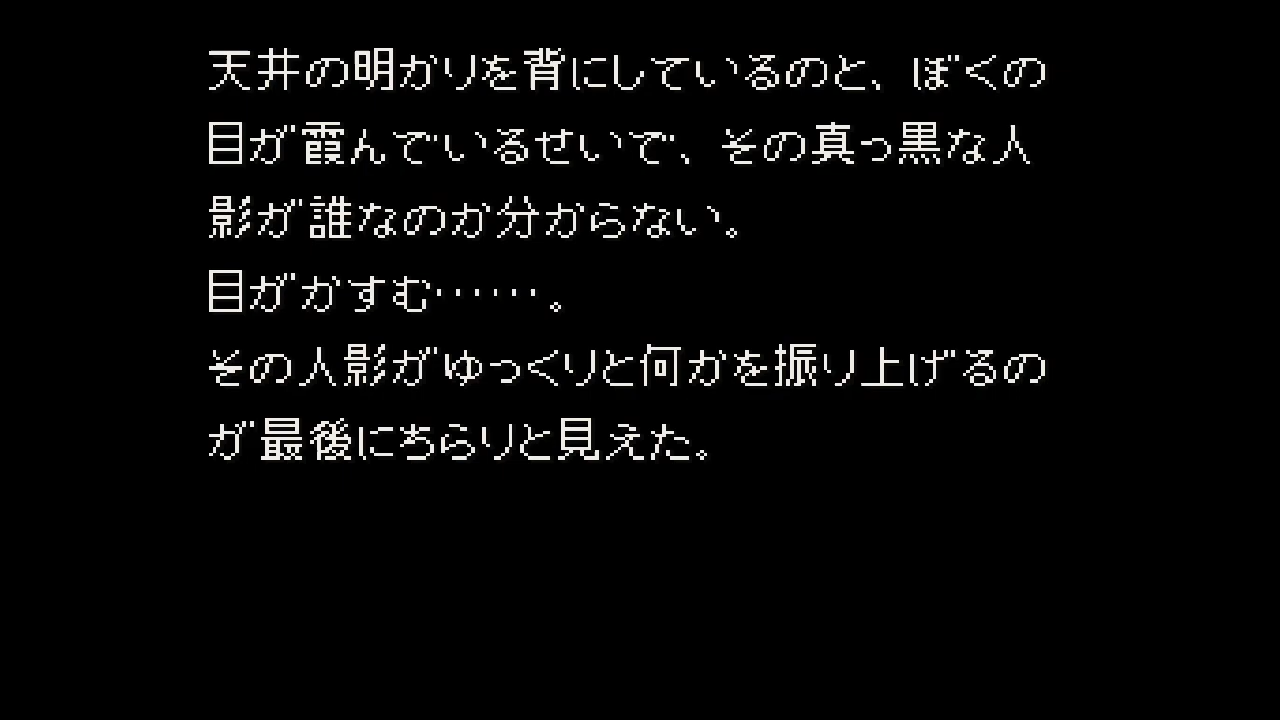 天井の明かりを背にしているのと、ぼくの
目が霞んでいるせいで、その真っ黒な人
影が誰なのか分からない。
目がかすむ……。
その人影がゆっくりと何かを振り上げるの
が最後にちらりと見えた。